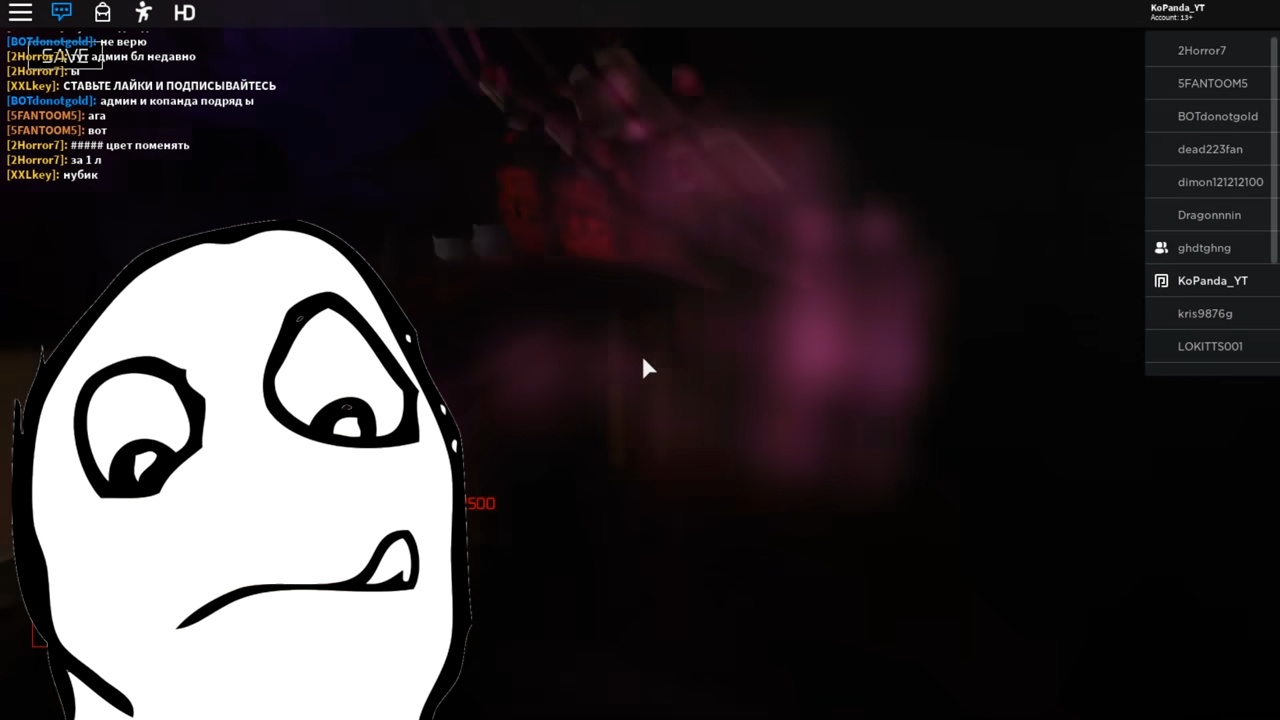 HD
KoPanda_YT
Account: 13+
[BOTdonotgold]: не верю
SAVE
[2Horror7]: тут админ бл недавно
[2Horror7]: ы
[XXLkey]: СТАВЬТЕ ЛАЙКИ И ПОДПИСЫВАЙТЕСЬ
[BOTdonotgold]: админ и копанда подряд ы
[5FANTOOM5]: ага
[5FANTOOM5]: вот
[2Horror7]: ##### цвет поменять
[2Horror7]: за 1 л
[XXLkey]: нубик
2Horror7
5FANTOOM5
BOTdonotgold
dead223fan
dimon121212100
Dragonnnin
ghdtghng
KoPanda_YT
kris9876g
LOKITTS001
500